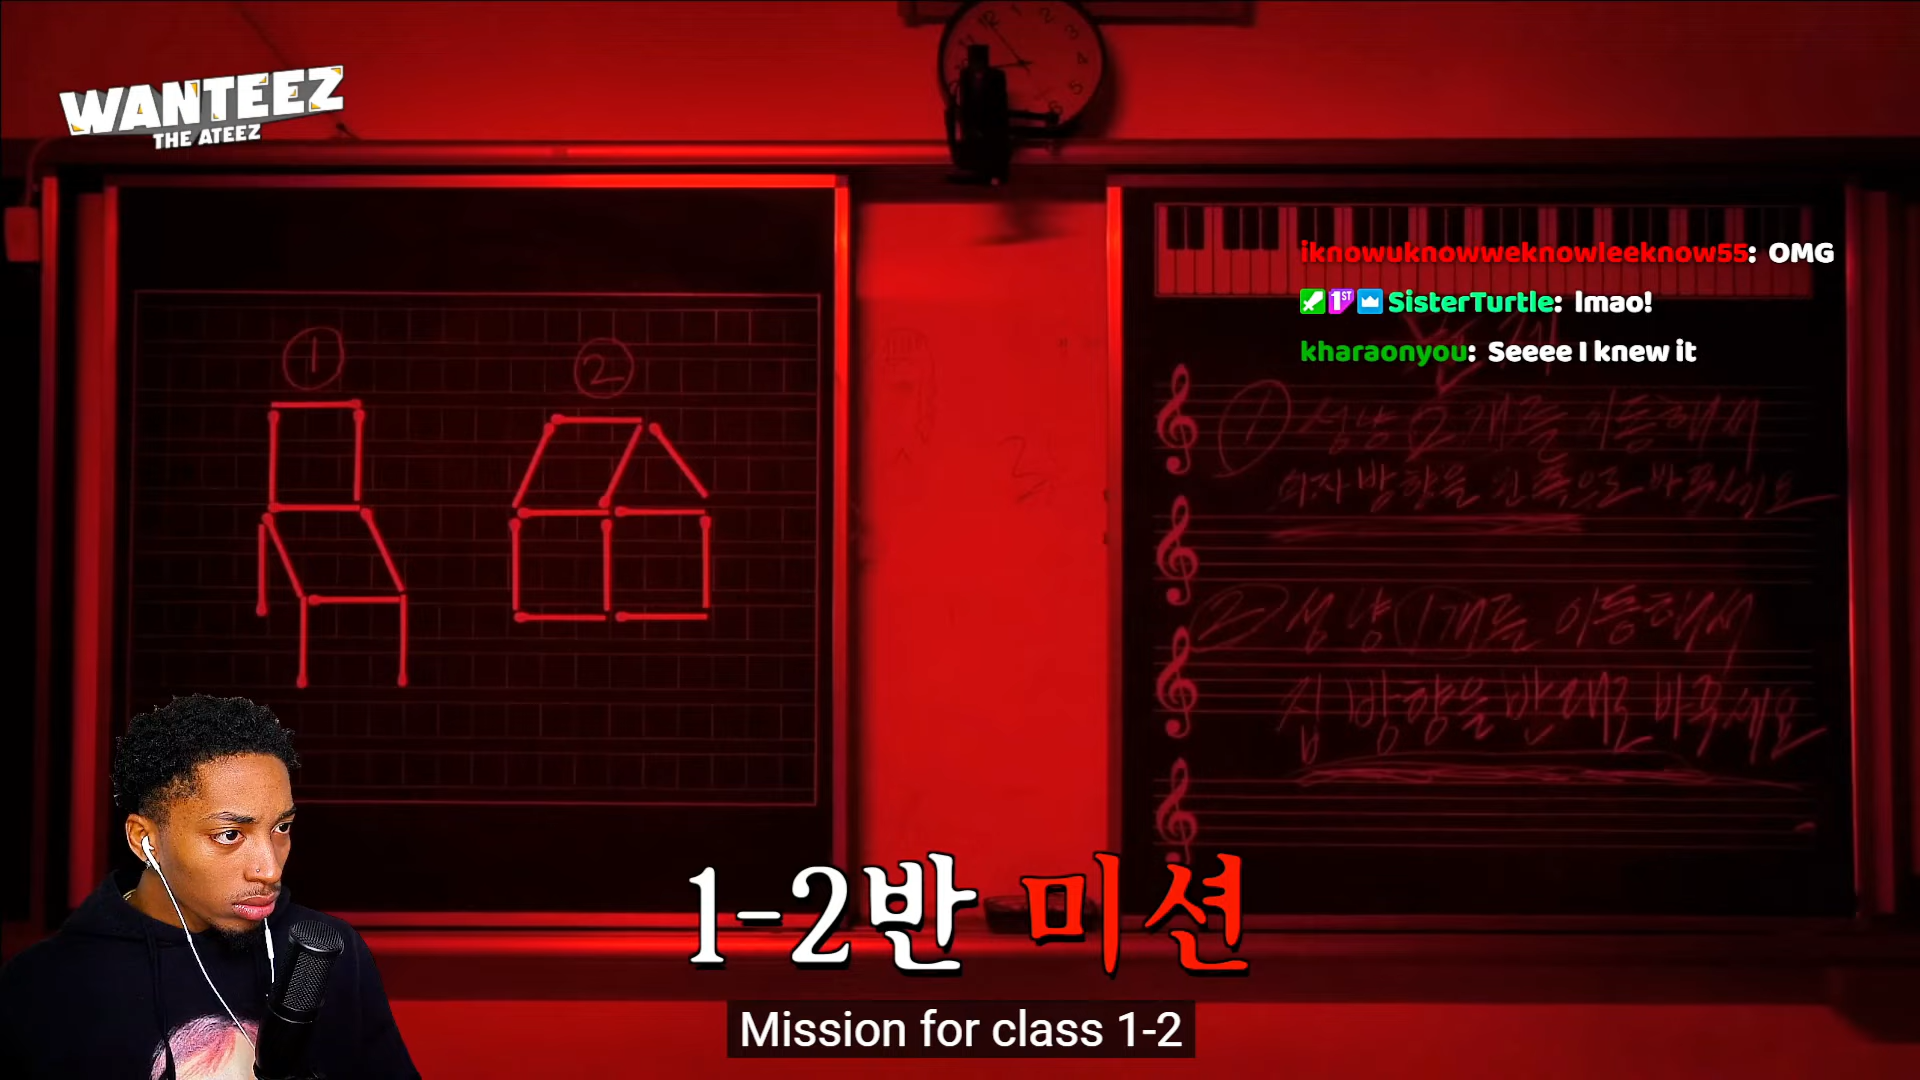 WANTEEZ
THE ATEEZ
iknowuknowweknowleeknow55: OMG
1ST SisterTurtle: lmao!
kharaonyou: Seeee I knew it
문제
① ②
① 성냥 2개를 이동해서
의자 방향을 안쪽으로 바꾸세요
② 성냥 1개를 이동해서
집 방향을 반대로 바꾸세요
1-2반 미션
Mission for class 1-2